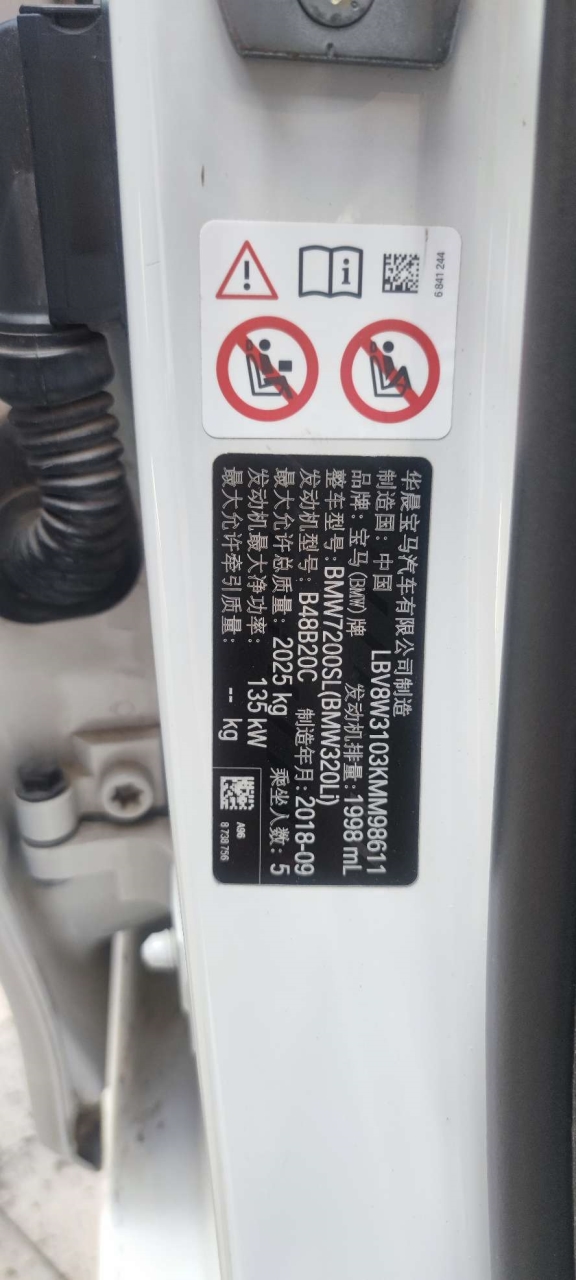 6 841 244
华晨宝马汽车有限公司制造
制造国：中国 LBV8W3103KMM98611
品牌：宝马(BMW)牌 发动机排量：1998 mL
整车型号：BMW7200SL(BMW320Li)
发动机型号：B48B20C 制造年月：2018-09
最大允许总质量：2025 kg 乘坐人数：5
发动机最大净功率：135 kW
最大允许牵引质量：-- kg
A96
8 738 756